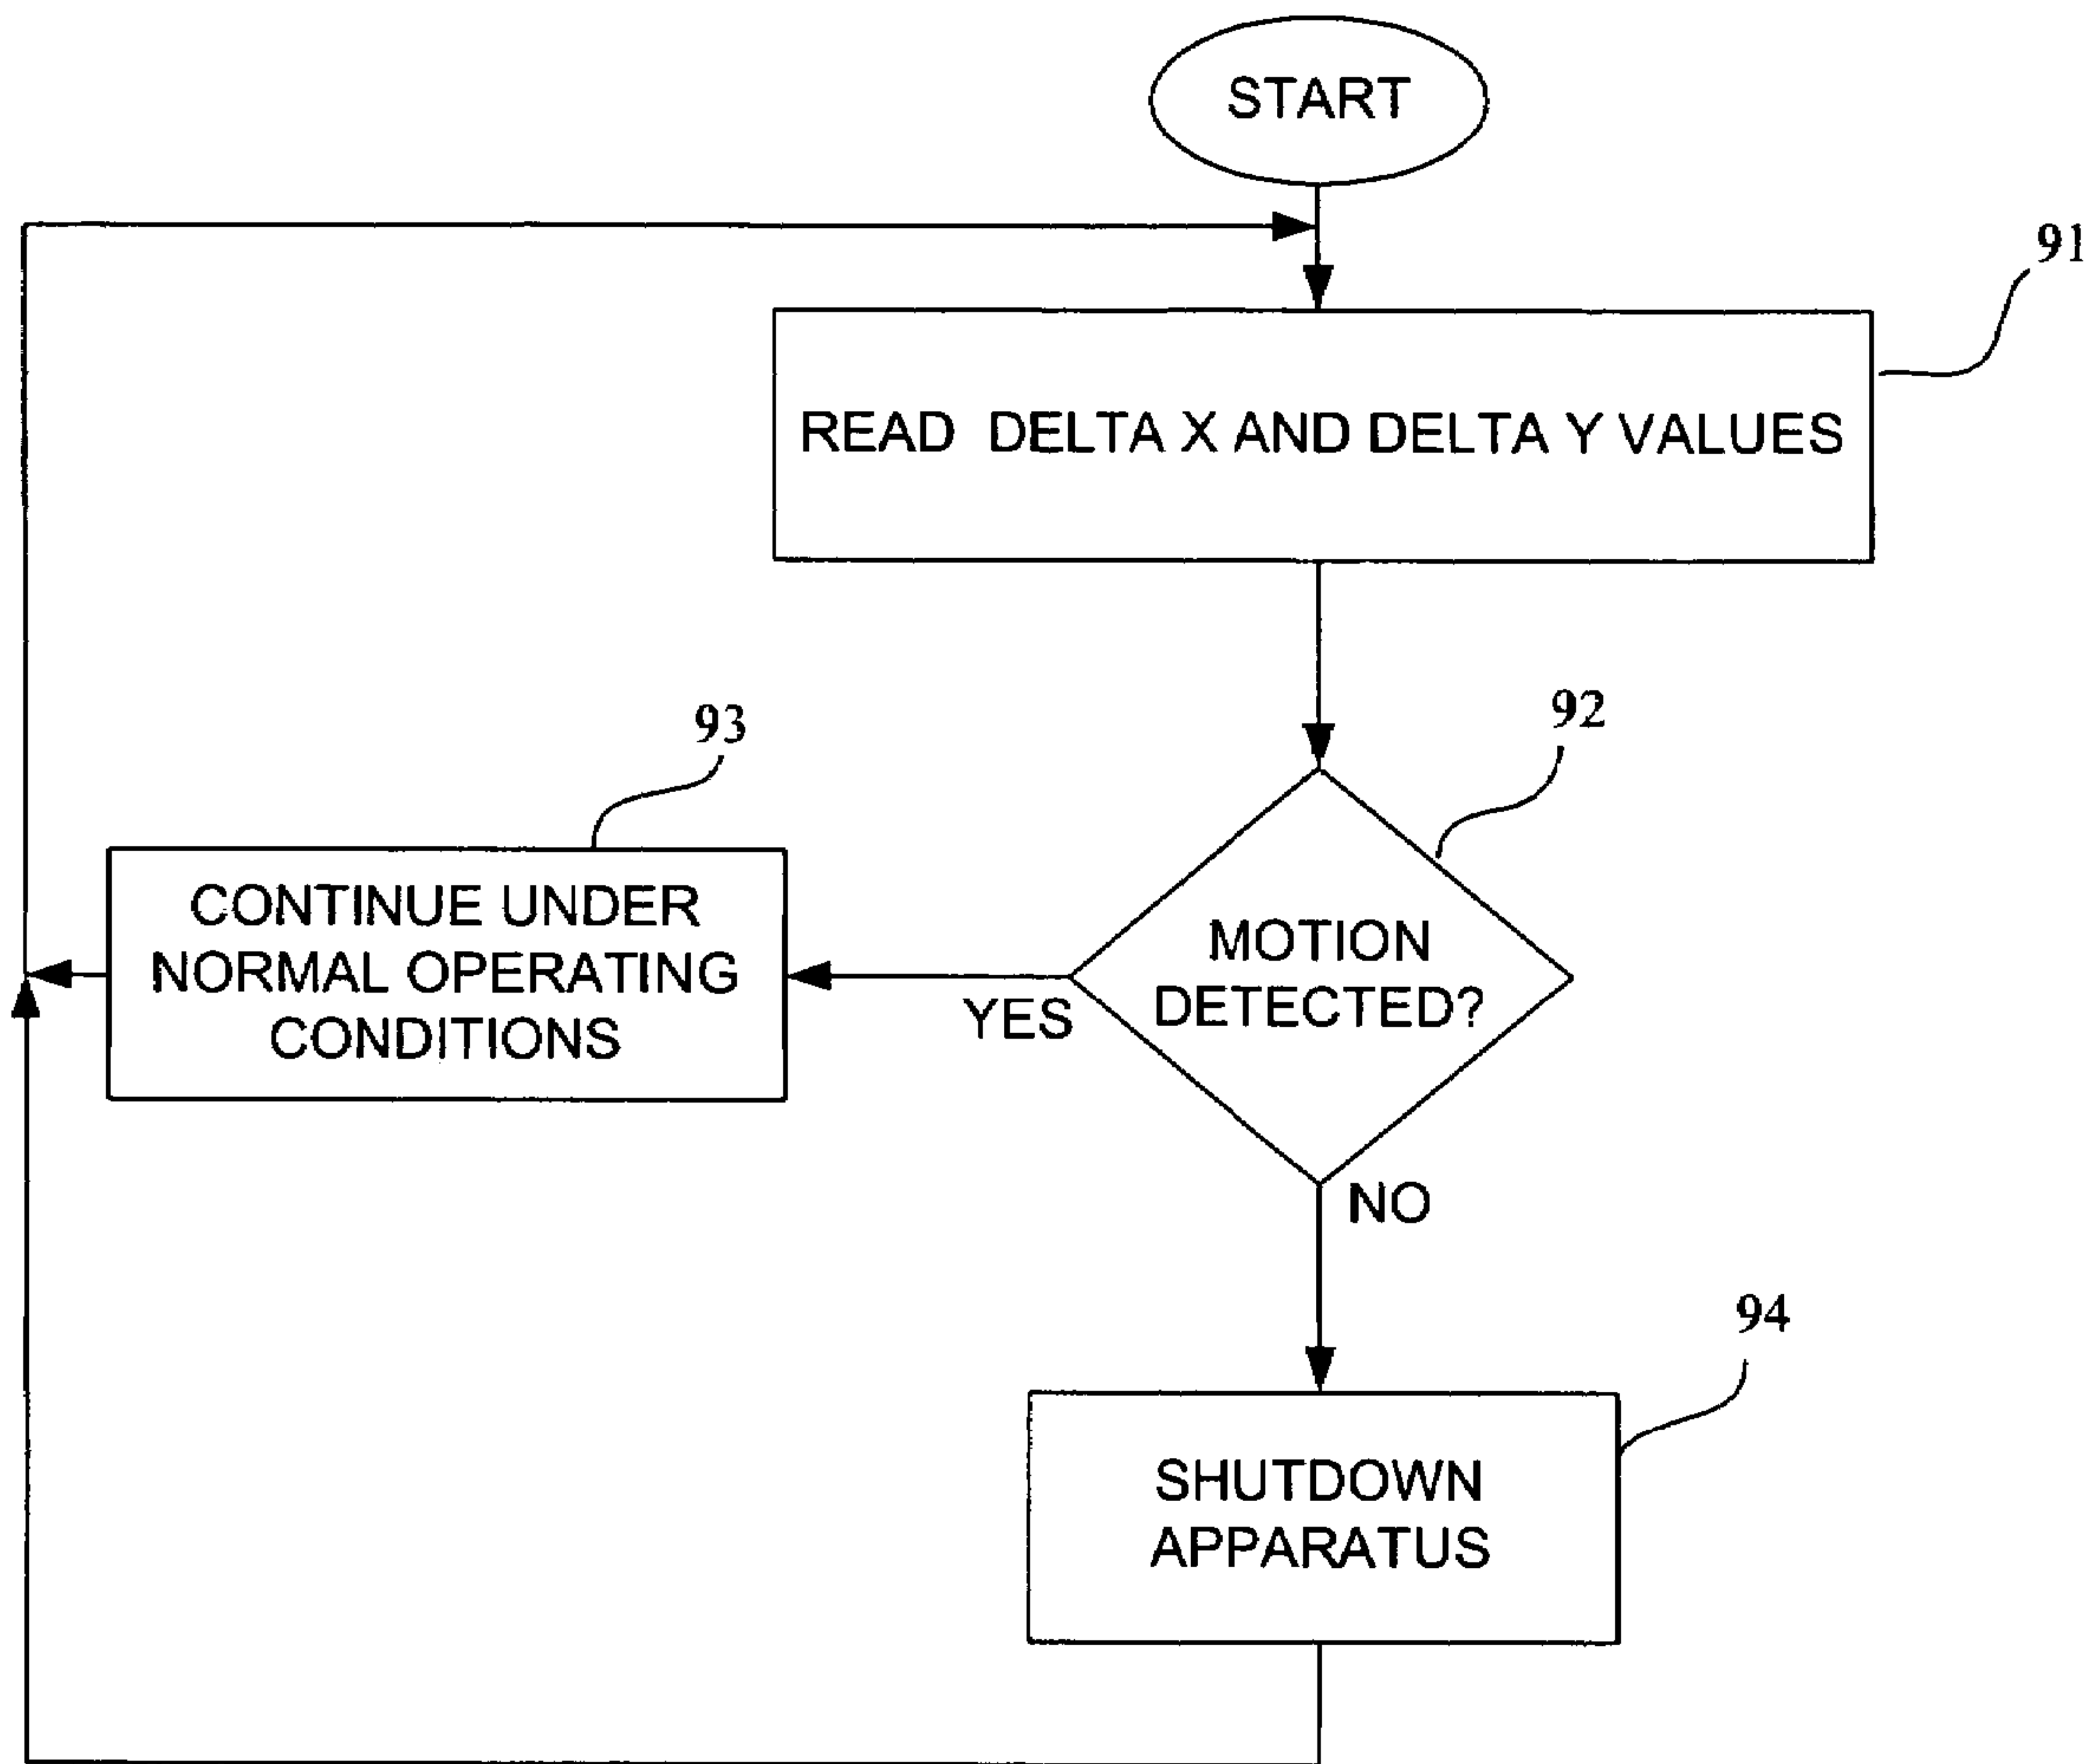 START
91
READ DELTA X AND DELTA Y VALUES
92
93
CONTINUE UNDER
NORMAL OPERATING
CONDITIONS
MOTION
DETECTED?
YES
NO
94
SHUTDOWN
APPARATUS